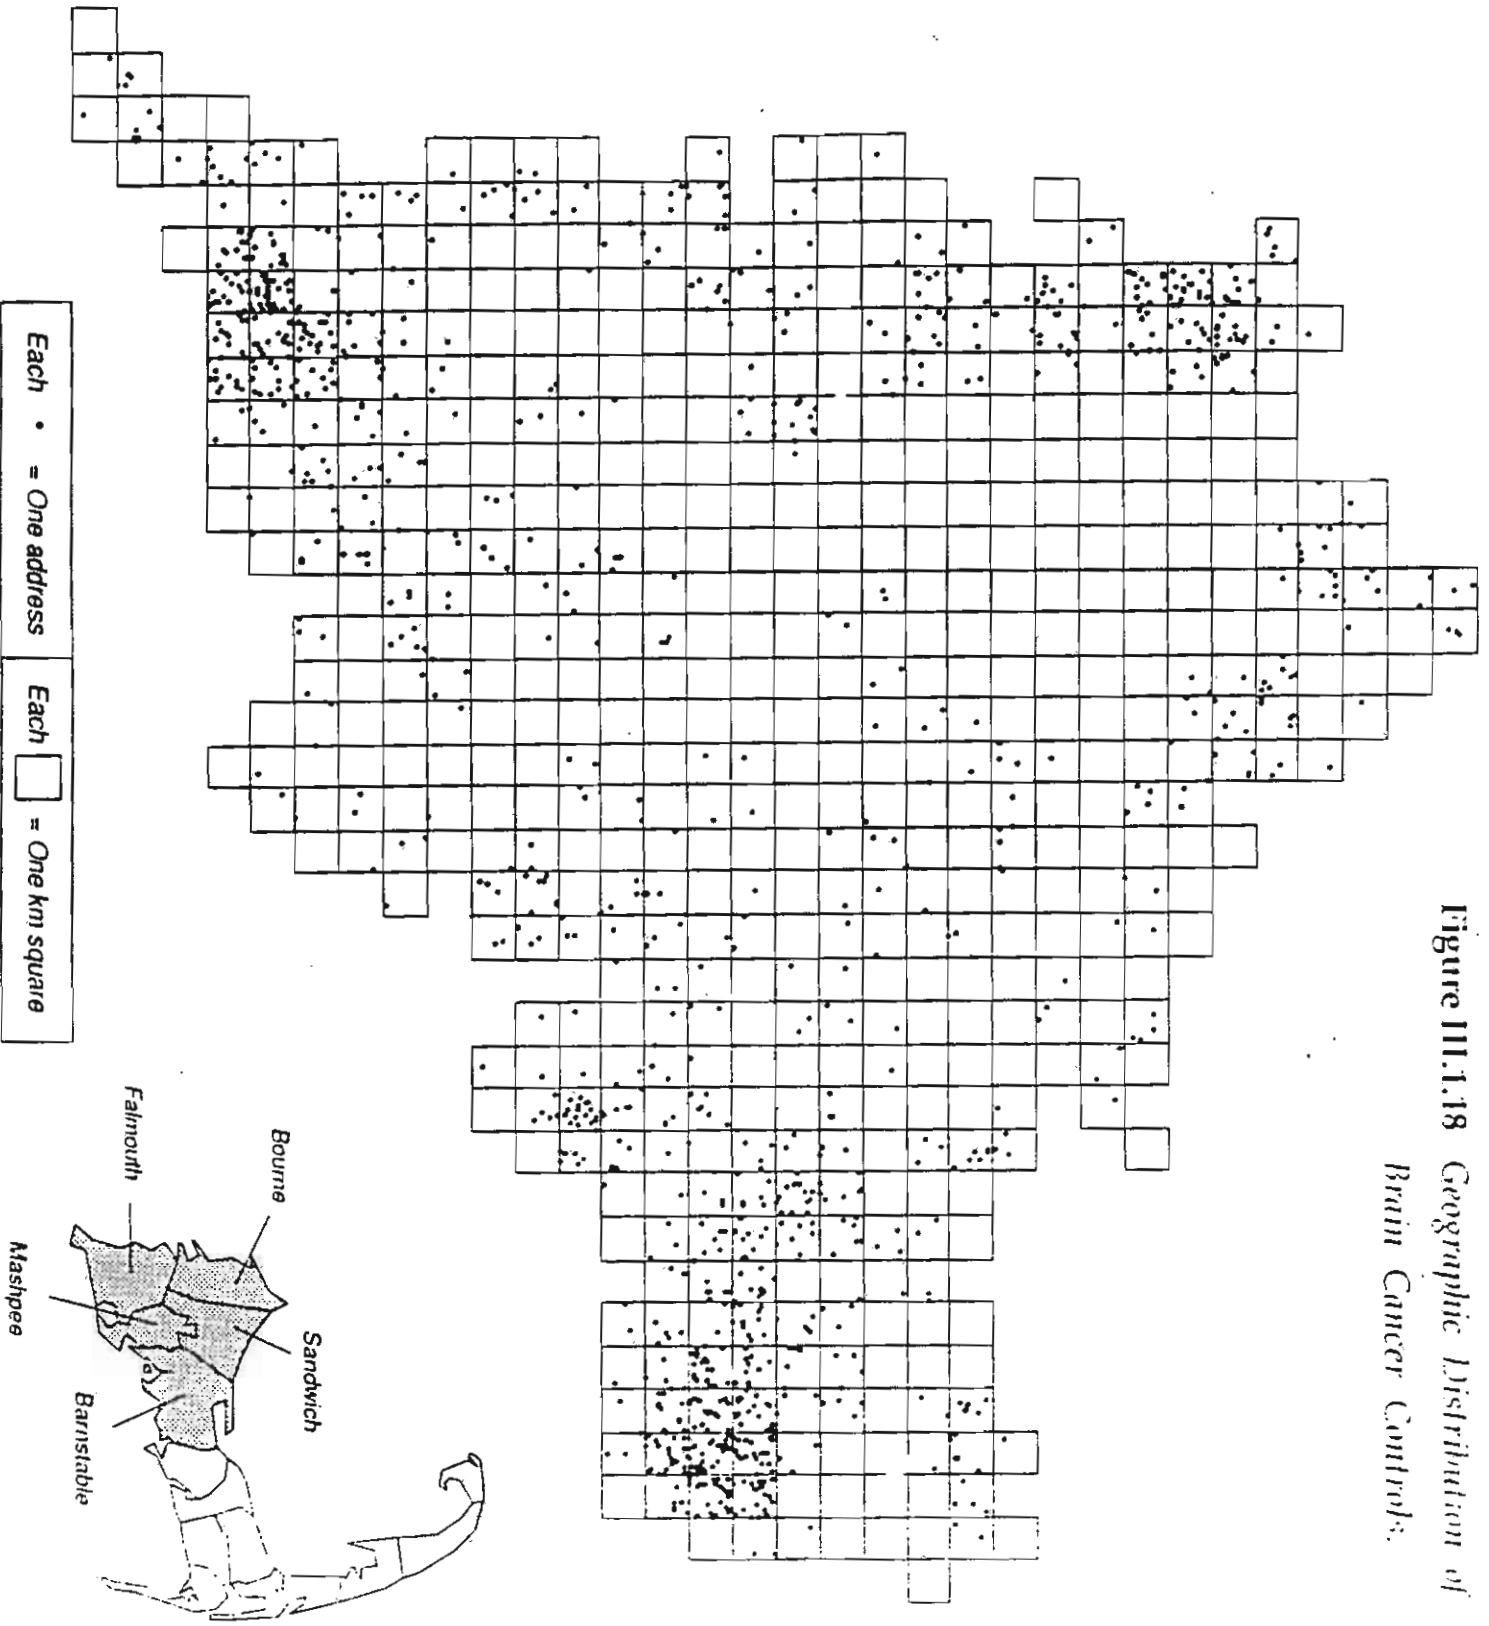 Figure III.1.18 Geographic Distribution of
Brain Cancer Controls.
Each • = One address
Each □ = One km square
Bourne
Falmouth
Sandwich
Mashpee
Barnstable